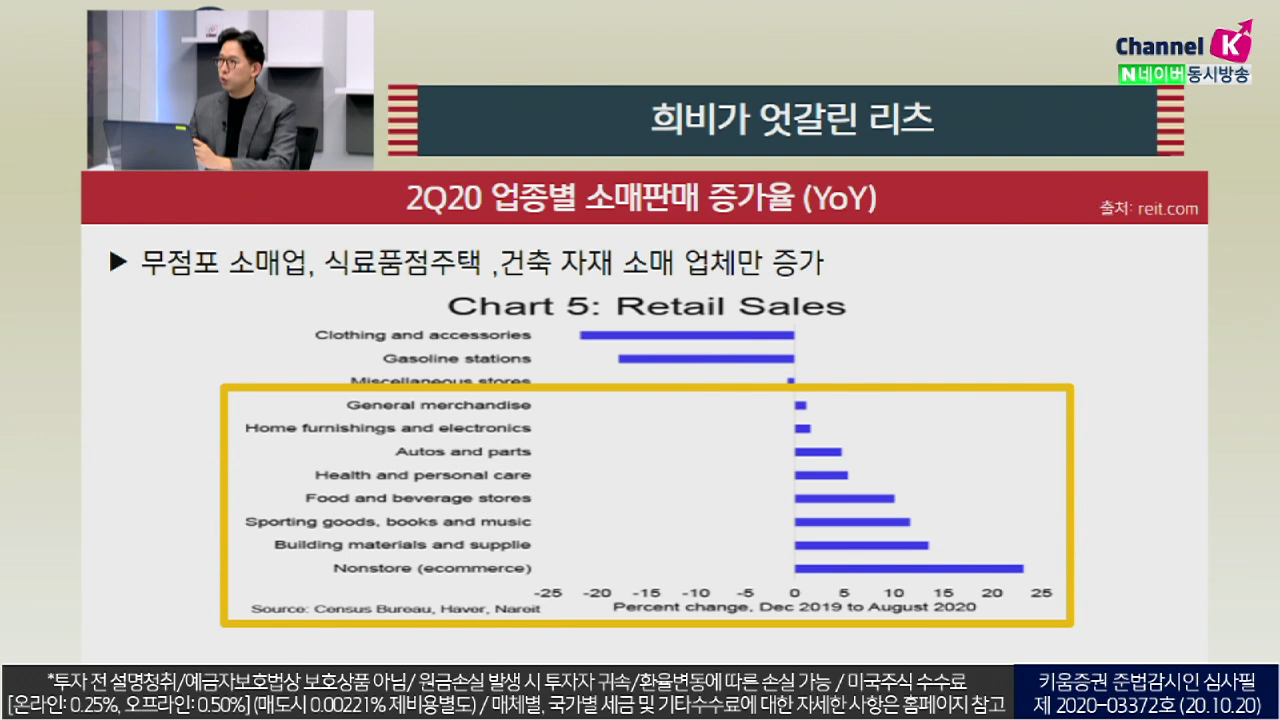 Channel K
N네이버 동시방송
희비가 엇갈린 리츠
2Q20 업종별 소매판매 증가율 (YoY)
출처: reit.com
▶ 무점포 소매업, 식료품점주택 ,건축 자재 소매 업체만 증가
Chart 5: Retail Sales
Clothing and accessories
Gasoline stations
Miscellaneous stores
General merchandise
Home furnishings and electronics
Autos and parts
Health and personal care
Food and beverage stores
Sporting goods, books and music
Building materials and supplie
Nonstore (ecommerce)
-25 -20 -15 -10 -5 0 5 10 15 20 25
Source: Census Bureau, Haver, Nareit
Percent change, Dec 2019 to August 2020
*투자 전 설명청취/예금자보호법상 보호상품 아님/ 원금손실 발생 시 투자자 귀속/환율변동에 따른 손실 가능 / 미국주식 수수료
[온라인: 0.25%, 오프라인: 0.50%] (매도시 0.00221% 제비용별도) / 매체별, 국가별 세금 및 기타수수료에 대한 자세한 사항은 홈페이지 참고
키움증권 준법감시인 심사필
제 2020-03372호 (20.10.20)